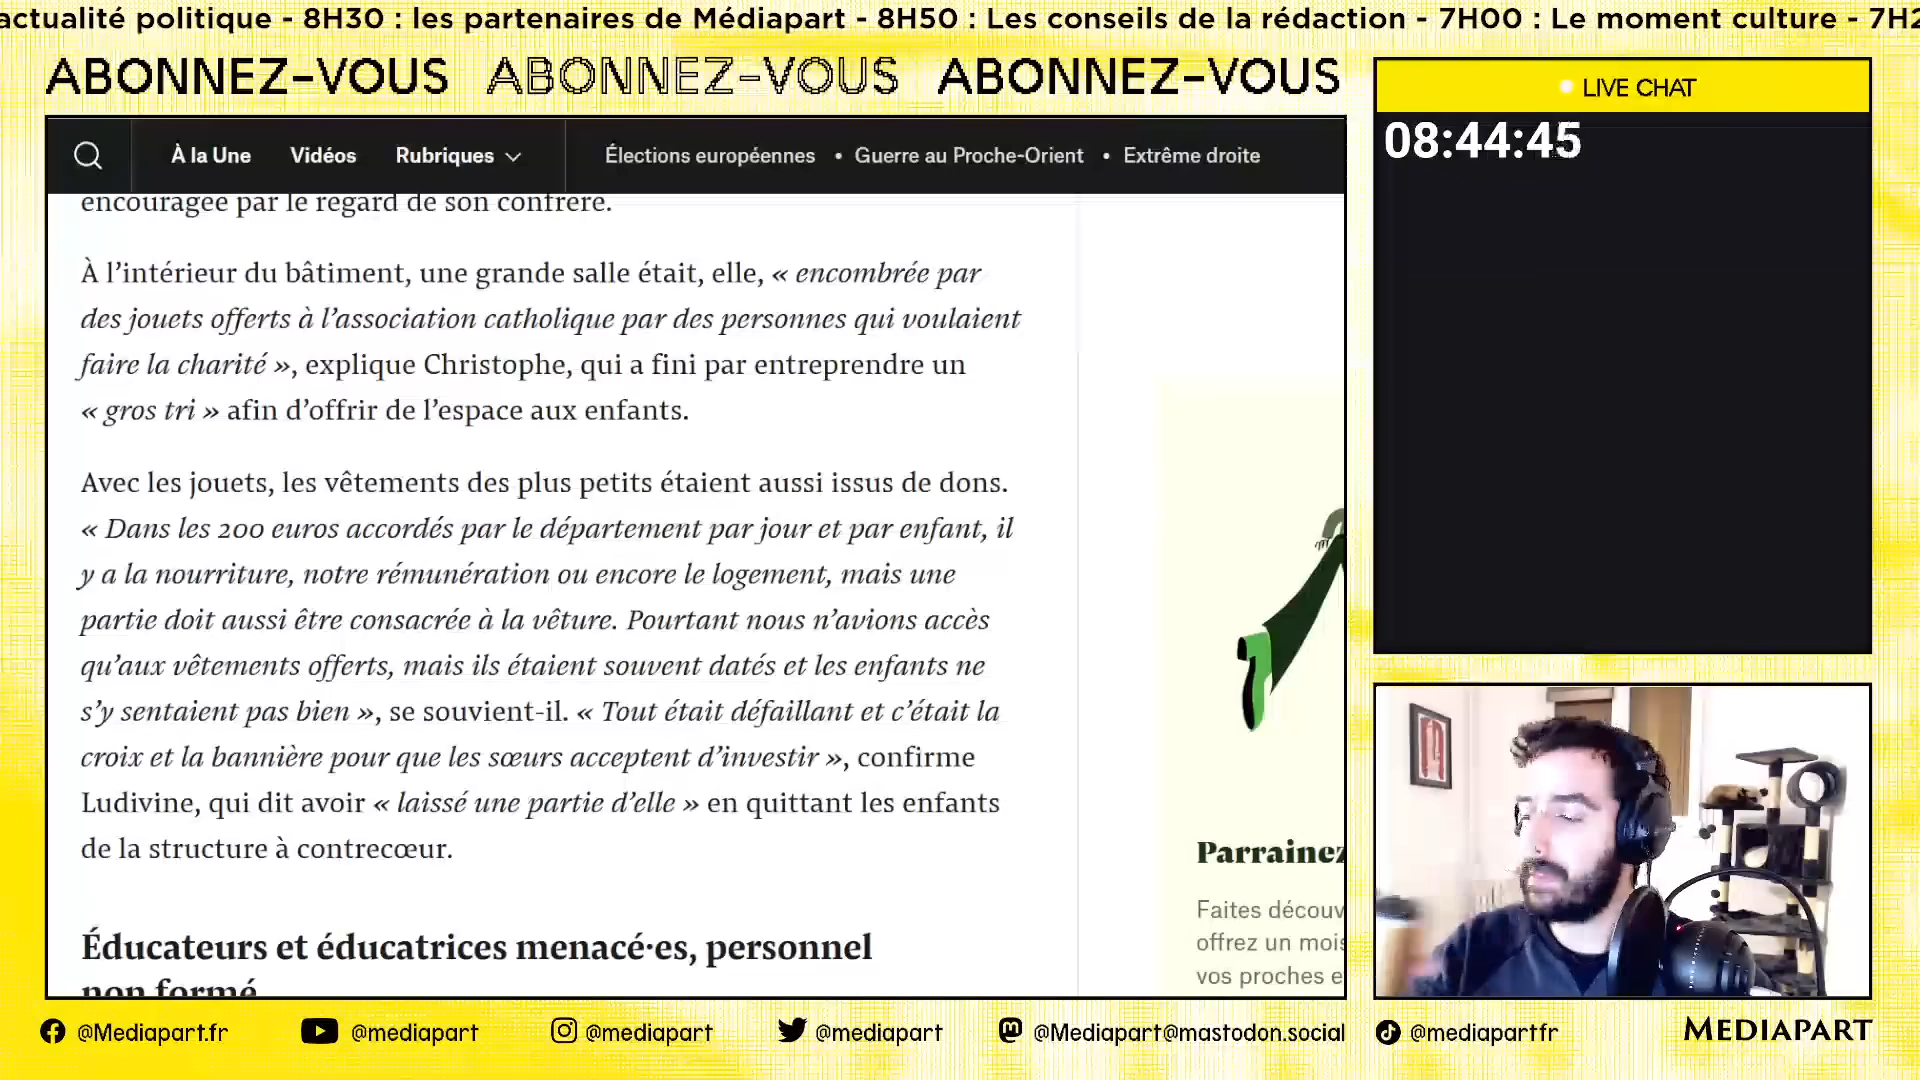 actualité politique - 8H30 : les partenaires de Médiapart - 8H50 : Les conseils de la rédaction - 7H00 : Le moment culture - 7H2
ABONNEZ-VOUS ABONNEZ-VOUS ABONNEZ-VOUS
LIVE CHAT
08:44:45
À la Une Vidéos Rubriques Élections européennes • Guerre au Proche-Orient • Extrême droite
encouragée par le regard de son confrère.
À l’intérieur du bâtiment, une grande salle était, elle, « encombrée par
des jouets offerts à l’association catholique par des personnes qui voulaient
faire la charité », explique Christophe, qui a fini par entreprendre un
« gros tri » afin d’offrir de l’espace aux enfants.
Avec les jouets, les vêtements des plus petits étaient aussi issus de dons.
« Dans les 200 euros accordés par le département par jour et par enfant, il
y a la nourriture, notre rémunération ou encore le logement, mais une
partie doit aussi être consacrée à la vêture. Pourtant nous n’avions accès
qu’aux vêtements offerts, mais ils étaient souvent datés et les enfants ne
s’y sentaient pas bien », se souvient-il. « Tout était défaillant et c’était la
croix et la bannière pour que les sœurs acceptent d’investir », confirme
Ludivine, qui dit avoir « laissé une partie d’elle » en quittant les enfants
de la structure à contrecœur.
Éducateurs et éducatrices menacé·es, personnel
non formé
Parrainez
Faites découv
offrez un mois
vos proches e
@Mediapart.fr @mediapart @mediapart @mediapart @Mediapart@mastodon.social @mediapartfr MEDIAPART